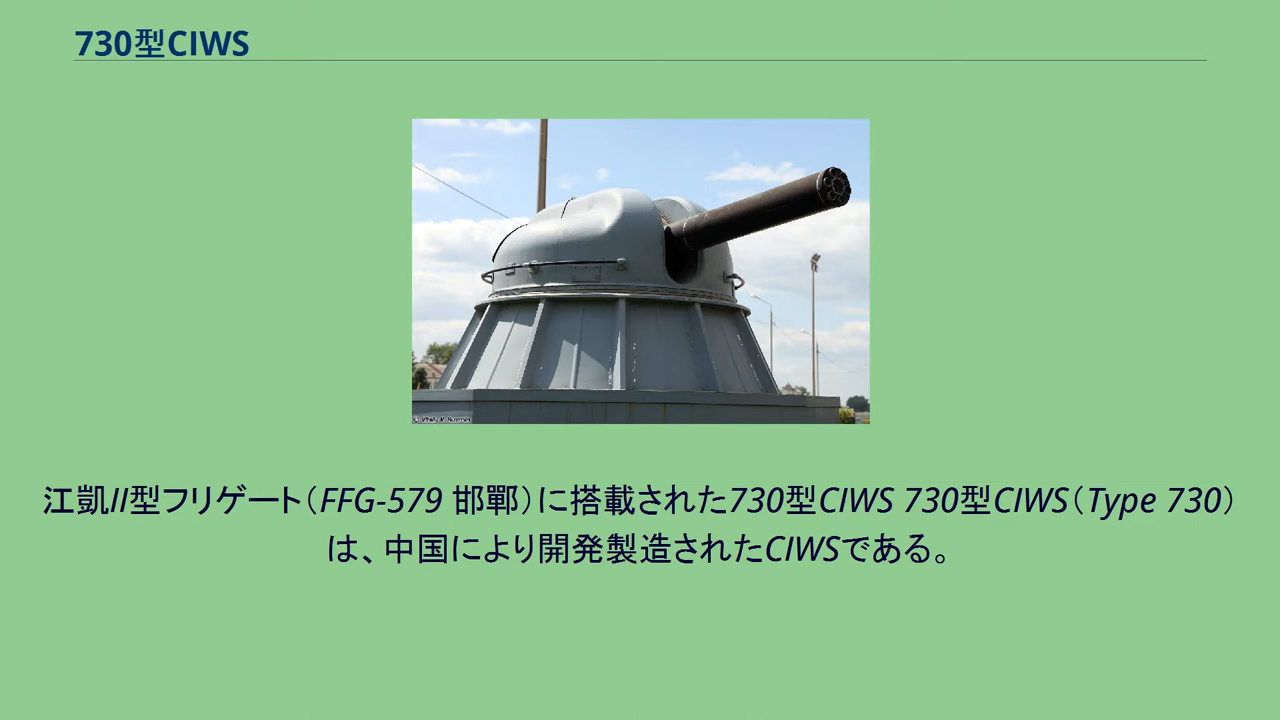 730型CIWS
© Vitaliy V. Kuzmin
江凱II型フリゲート（FFG-579 邯鄲）に搭載された730型CIWS 730型CIWS（Type 730）
は、中国により開発製造されたCIWSである。